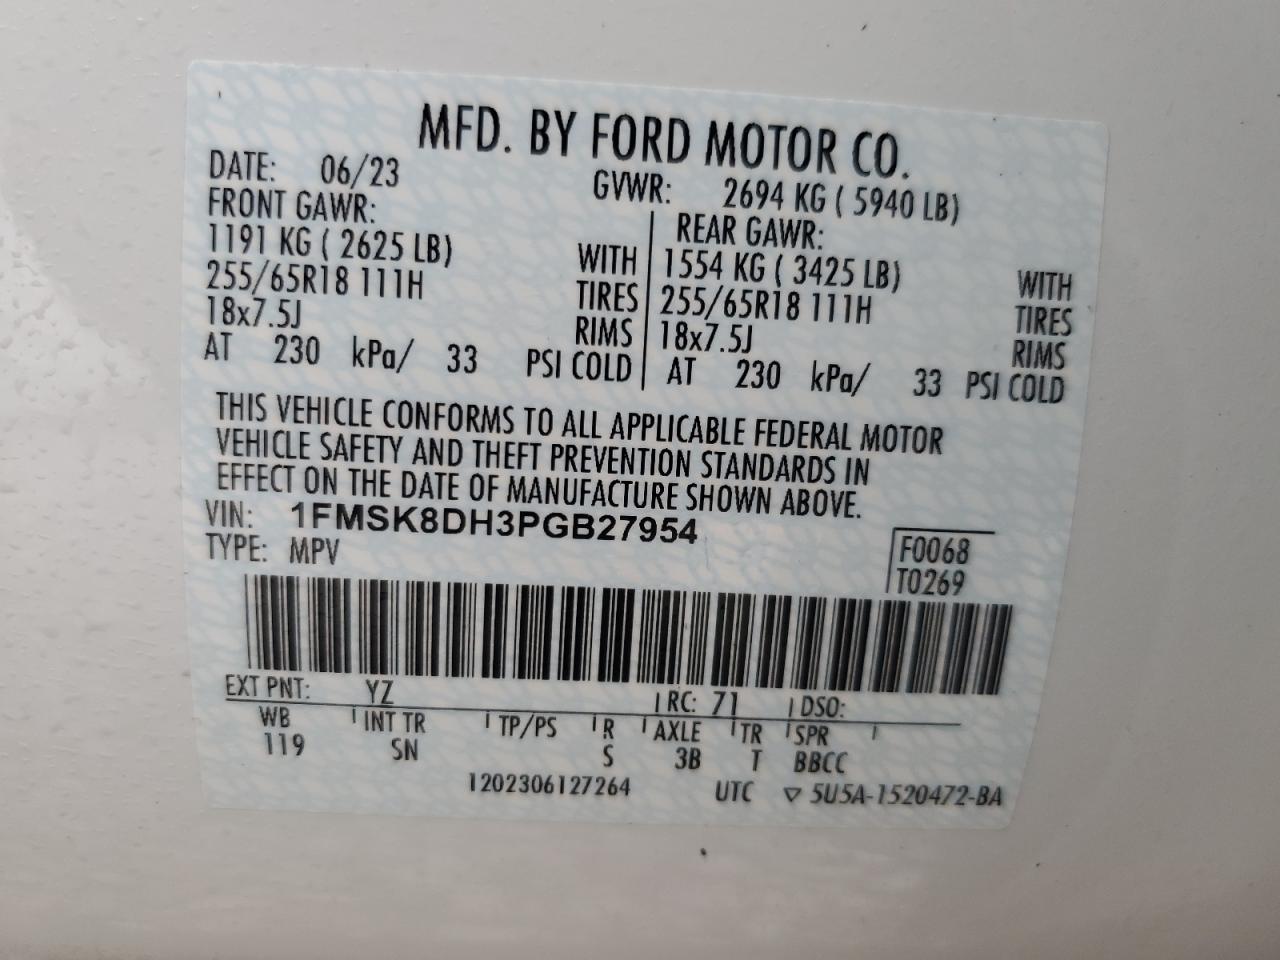 MFD. BY FORD MOTOR CO.
DATE: 06/23
GVWR: 2694 KG ( 5940 LB)
FRONT GAWR:
1191 KG ( 2625 LB) WITH
255/65R18 111H TIRES
18x7.5J RIMS
AT 230 kPa/ 33 PSI COLD
REAR GAWR:
1554 KG ( 3425 LB) WITH
255/65R18 111H TIRES
18x7.5J RIMS
AT 230 kPa/ 33 PSI COLD
THIS VEHICLE CONFORMS TO ALL APPLICABLE FEDERAL MOTOR
VEHICLE SAFETY AND THEFT PREVENTION STANDARDS IN
EFFECT ON THE DATE OF MANUFACTURE SHOWN ABOVE.
VIN: 1FMSK8DH3PGB27954
TYPE: MPV
F0068
T0269
EXT PNT: YZ RC: 71 DSO:
WB INT TR TP/PS R AXLE TR SPR
119 SN S 3B T BBCC
1202306127264 UTC ▽ 5U5A-1520472-BA